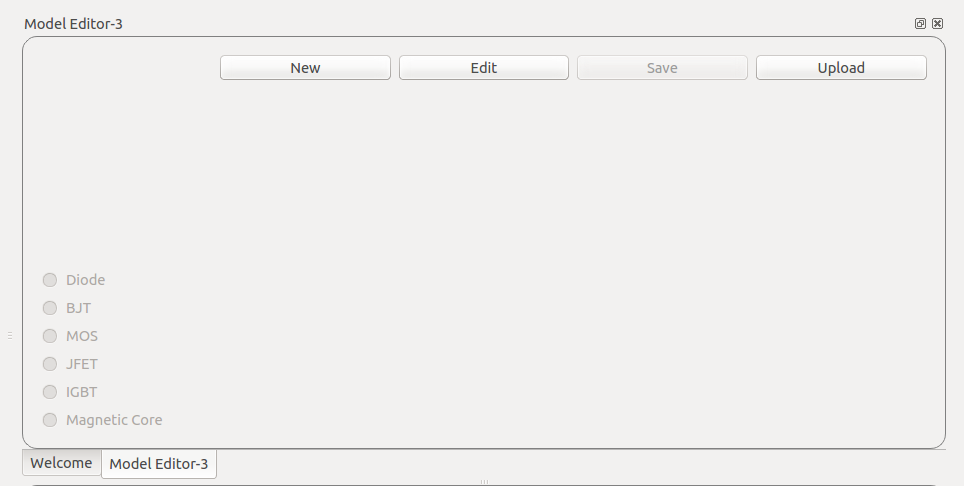 Model Editor-3
New Edit Save Upload
Diode
BJT
MOS
JFET
IGBT
Magnetic Core
Welcome Model Editor-3